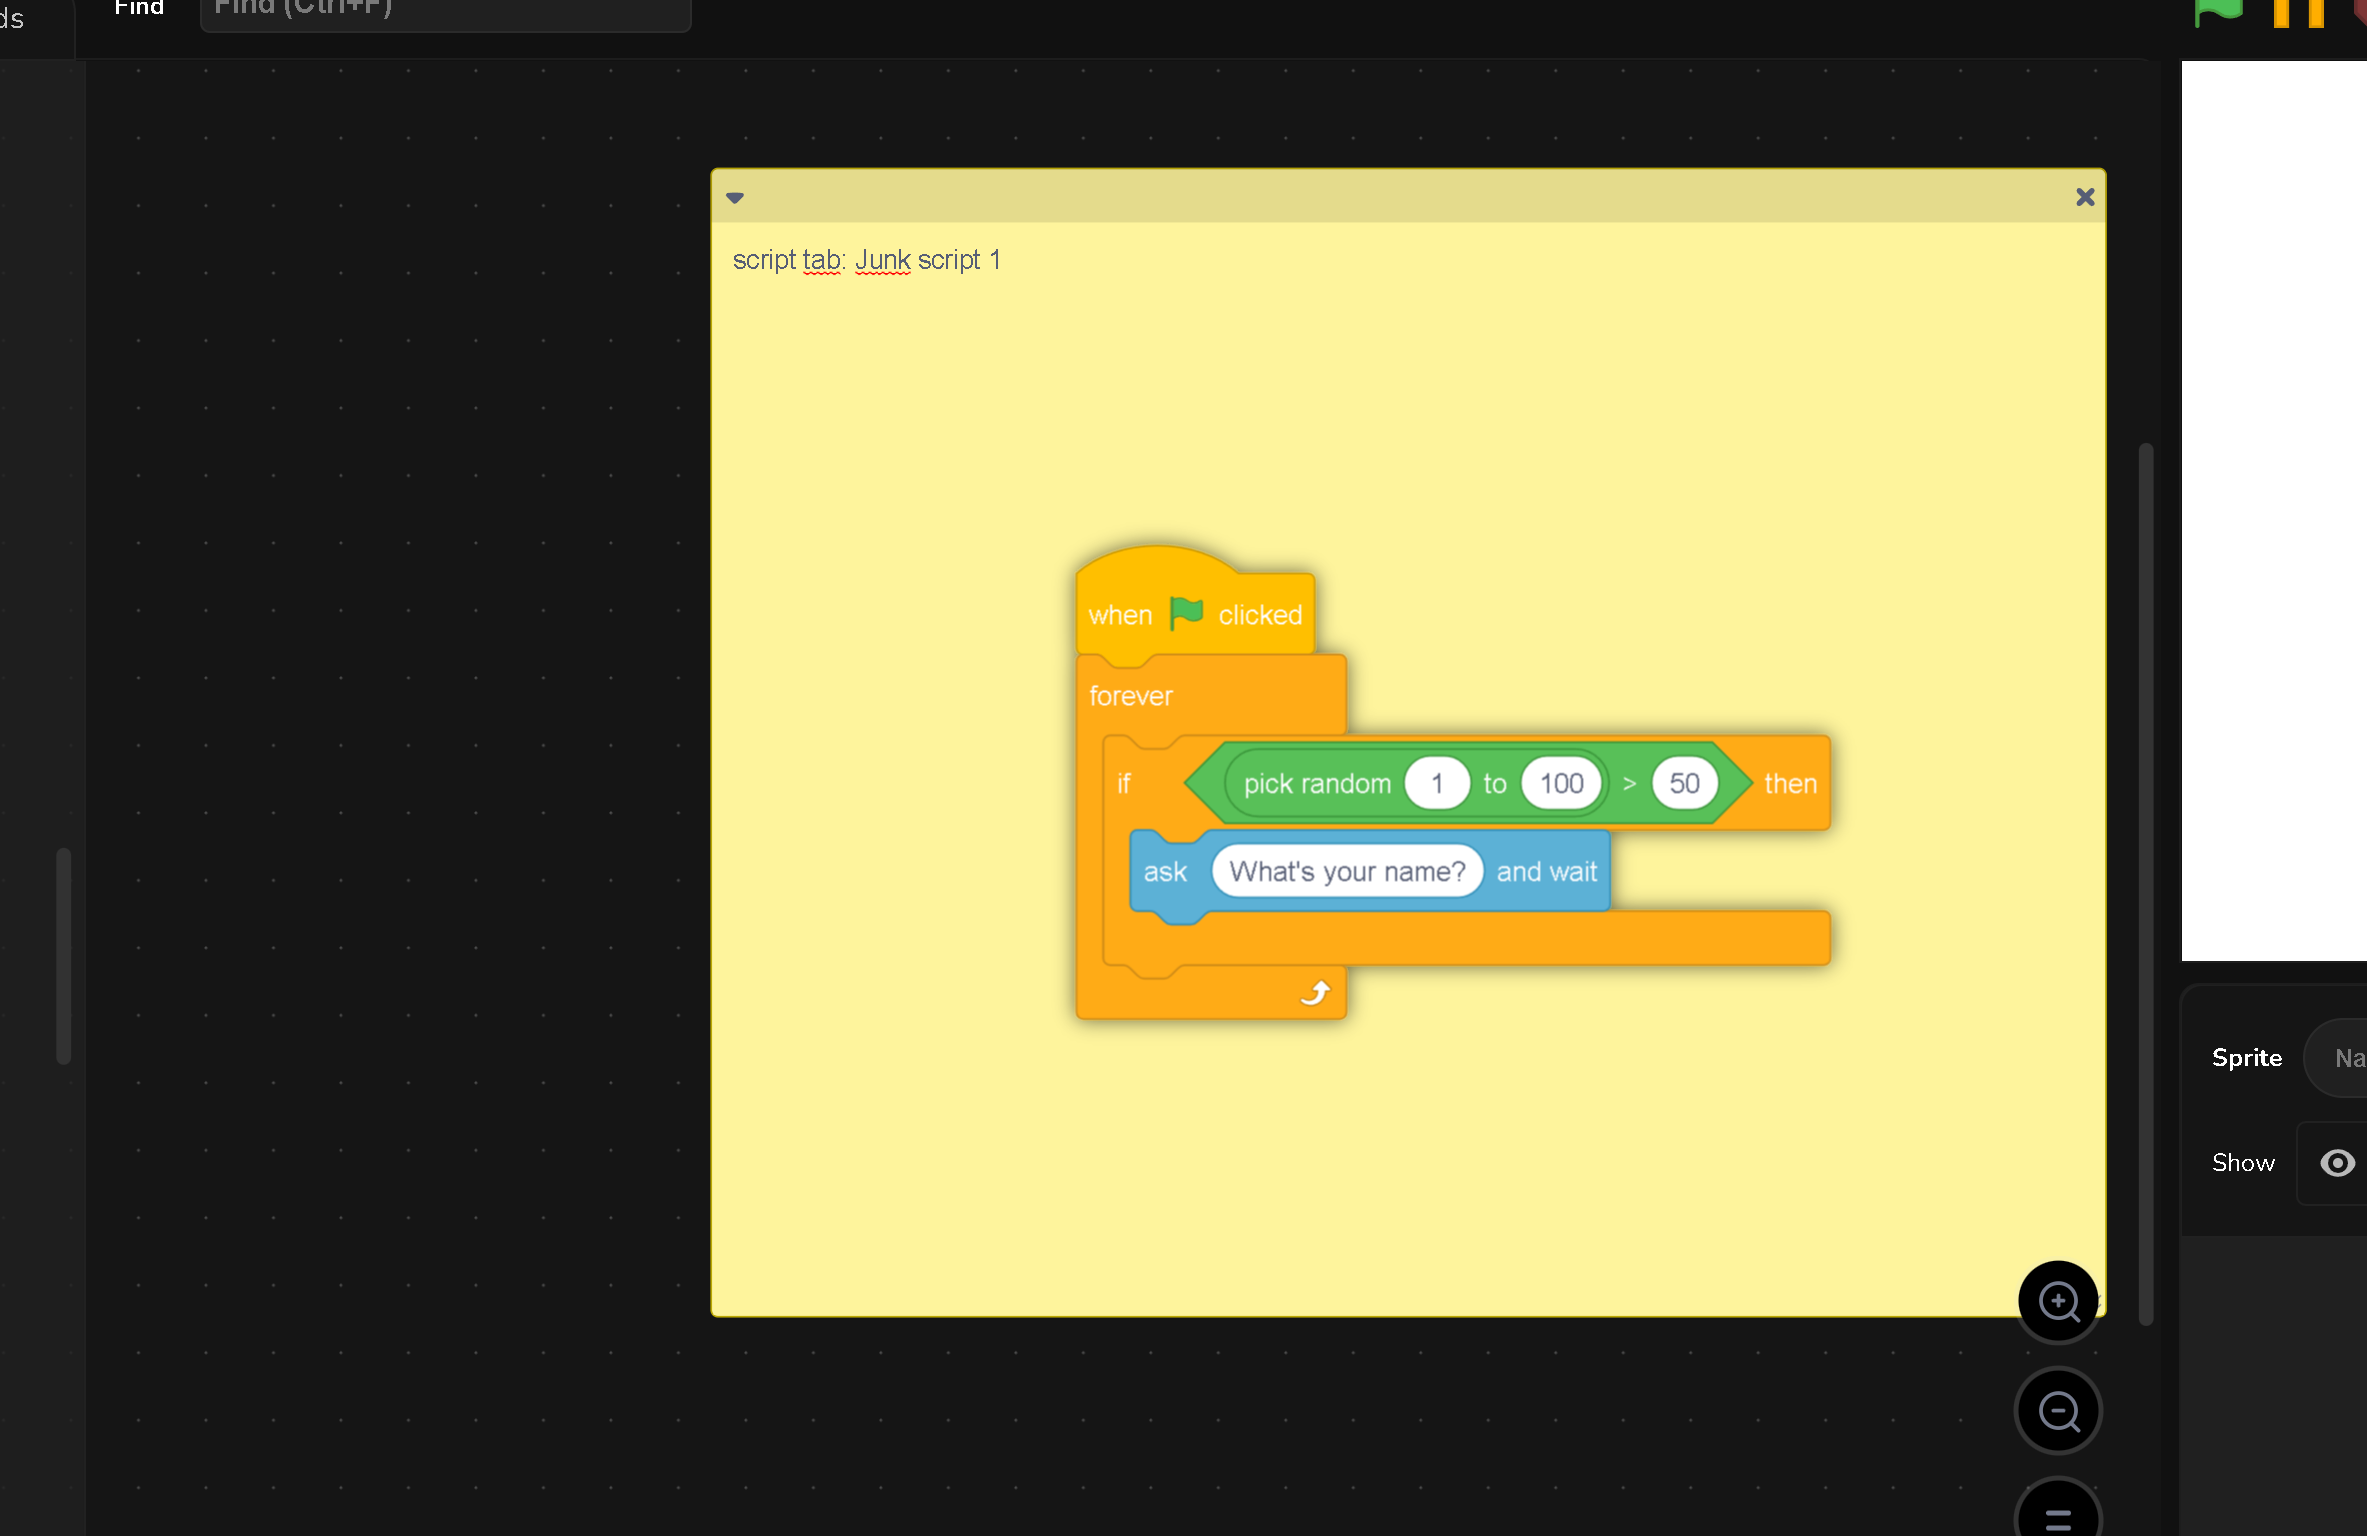 ds
Find
Find (Ctrl+F)
script tab: Junk script 1
when clicked
forever
if pick random 1 to 100 > 50 then
ask What's your name? and wait
Sprite
Na
Show